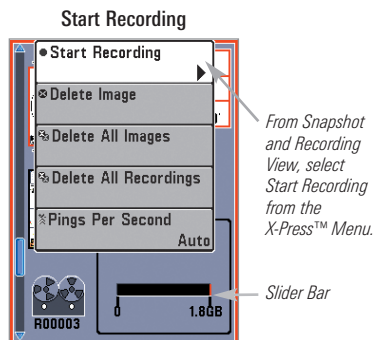 Start Recording
Start Recording
Delete Image
Delete All Images
Delete All Recordings
Pings Per Second
Auto
From Snapshot
and Recording
View, select
Start Recording
from the
X-Press™ Menu.
Slider Bar
0
1.8GB
R00003